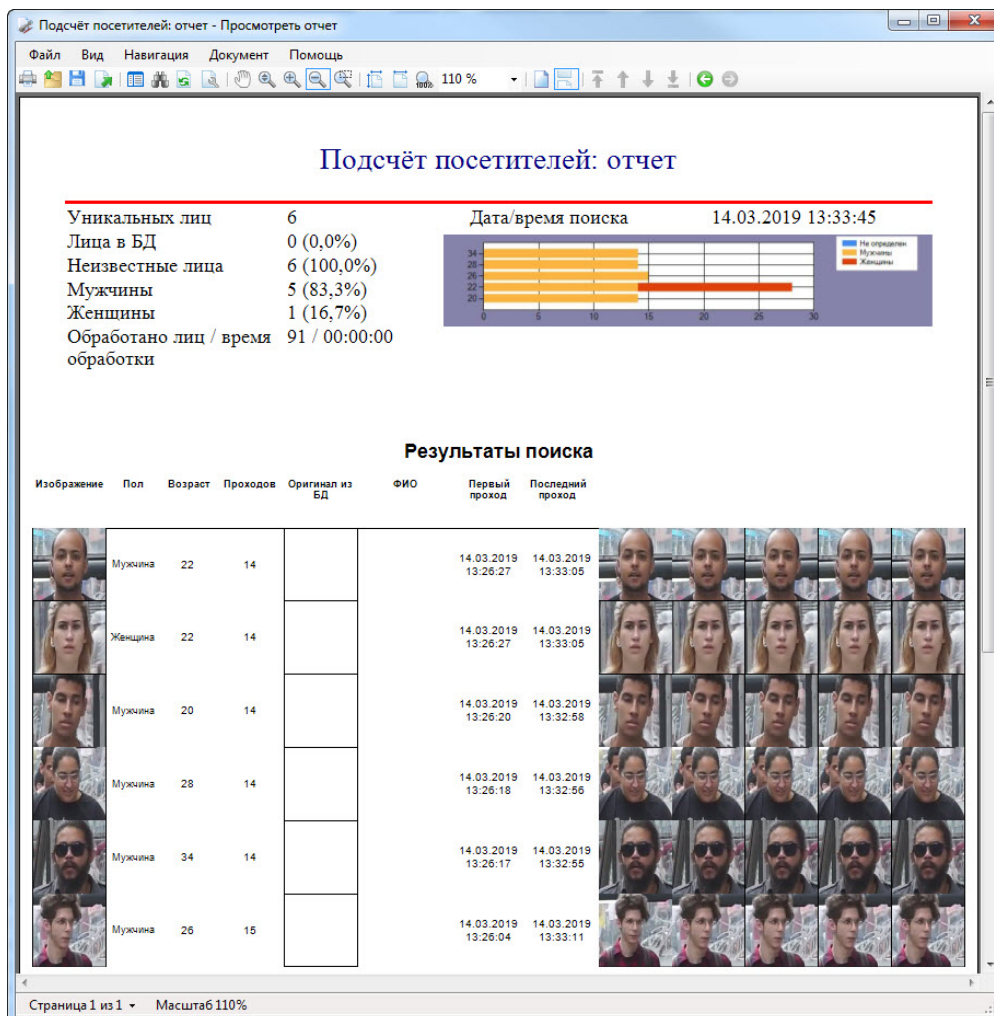 Подсчёт посетителей: отчет - Просмотреть отчет
Файл Вид Навигация Документ Помощь
100% 110 %
Подсчёт посетителей: отчет
Уникальных лиц 6 Дата/время поиска 14.03.2019 13:33:45
Лица в БД 0 (0,0%)
Неизвестные лица 6 (100,0%)
Мужчины 5 (83,3%)
Женщины 1 (16,7%)
Обработано лиц / время 91 / 00:00:00
обработки
Не определен
Мужчины
Женщины
34
28
26
22
20
0 5 10 15 20 25 30
Результаты поиска
Изображение Пол Возраст Проходов Оригинал из ФИО Первый Последний
БД проход проход
Мужчина 22 14 14.03.2019 14.03.2019
13:26:27 13:33:05
Женщина 22 14 14.03.2019 14.03.2019
13:26:27 13:33:05
Мужчина 20 14 14.03.2019 14.03.2019
13:26:20 13:32:58
Мужчина 28 14 14.03.2019 14.03.2019
13:26:18 13:32:56
Мужчина 34 14 14.03.2019 14.03.2019
13:26:17 13:32:55
Мужчина 26 15 14.03.2019 14.03.2019
13:26:04 13:33:11
Страница 1 из 1 Масштаб 110%